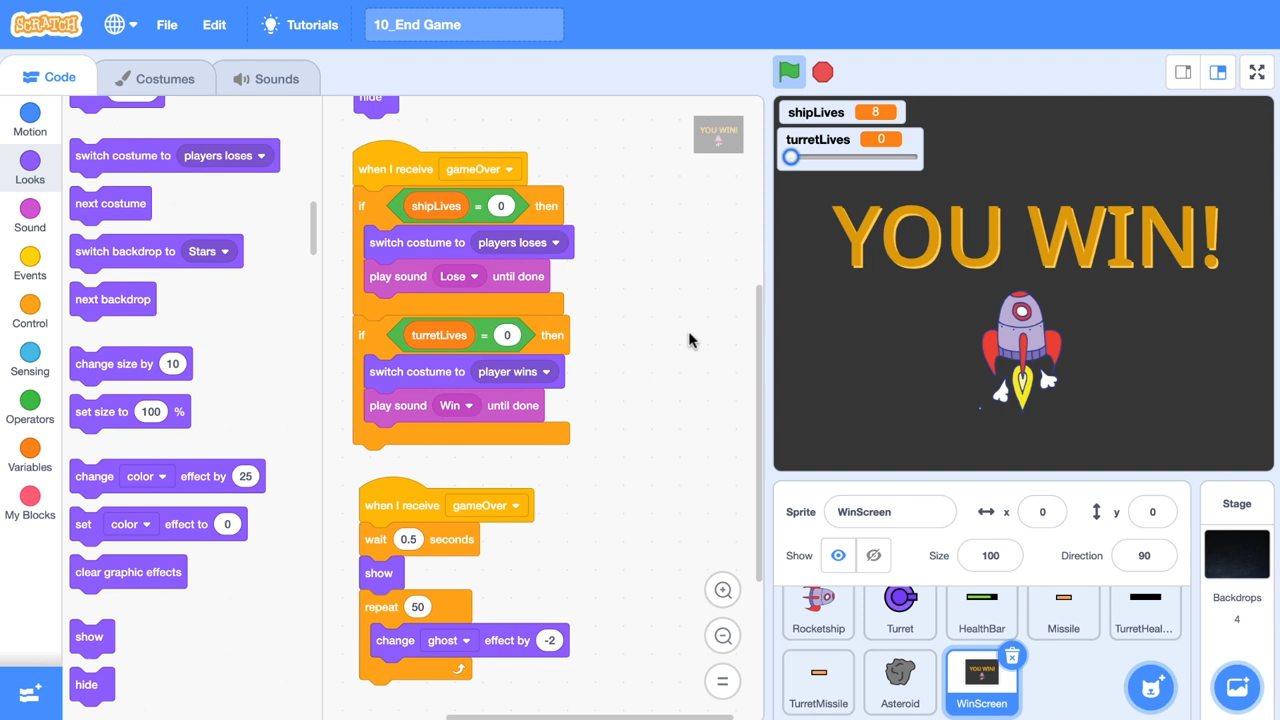 SCRATCH
File
Edit
Tutorials
10_End Game
Code
Costumes
Sounds
Motion
Looks
Sound
Events
Control
Sensing
Operators
Variables
My Blocks
switch costume to players loses
next costume
switch backdrop to Stars
next backdrop
change size by 10
set size to 100 %
change color effect by 25
set color effect to 0
clear graphic effects
show
hide
hide
when I receive gameOver
if shipLives = 0 then
switch costume to players loses
play sound Lose until done
if turretLives = 0 then
switch costume to player wins
play sound Win until done
when I receive gameOver
wait 0.5 seconds
show
repeat 50
change ghost effect by -2
YOU WIN!
shipLives 8
turretLives 0
YOU WIN!
Sprite WinScreen x 0 y 0
Show Size 100 Direction 90
Rocketship
Turret
HealthBar
Missile
TurretHeal...
TurretMissile
Asteroid
YOU WIN!
WinScreen
Stage
Backdrops
4